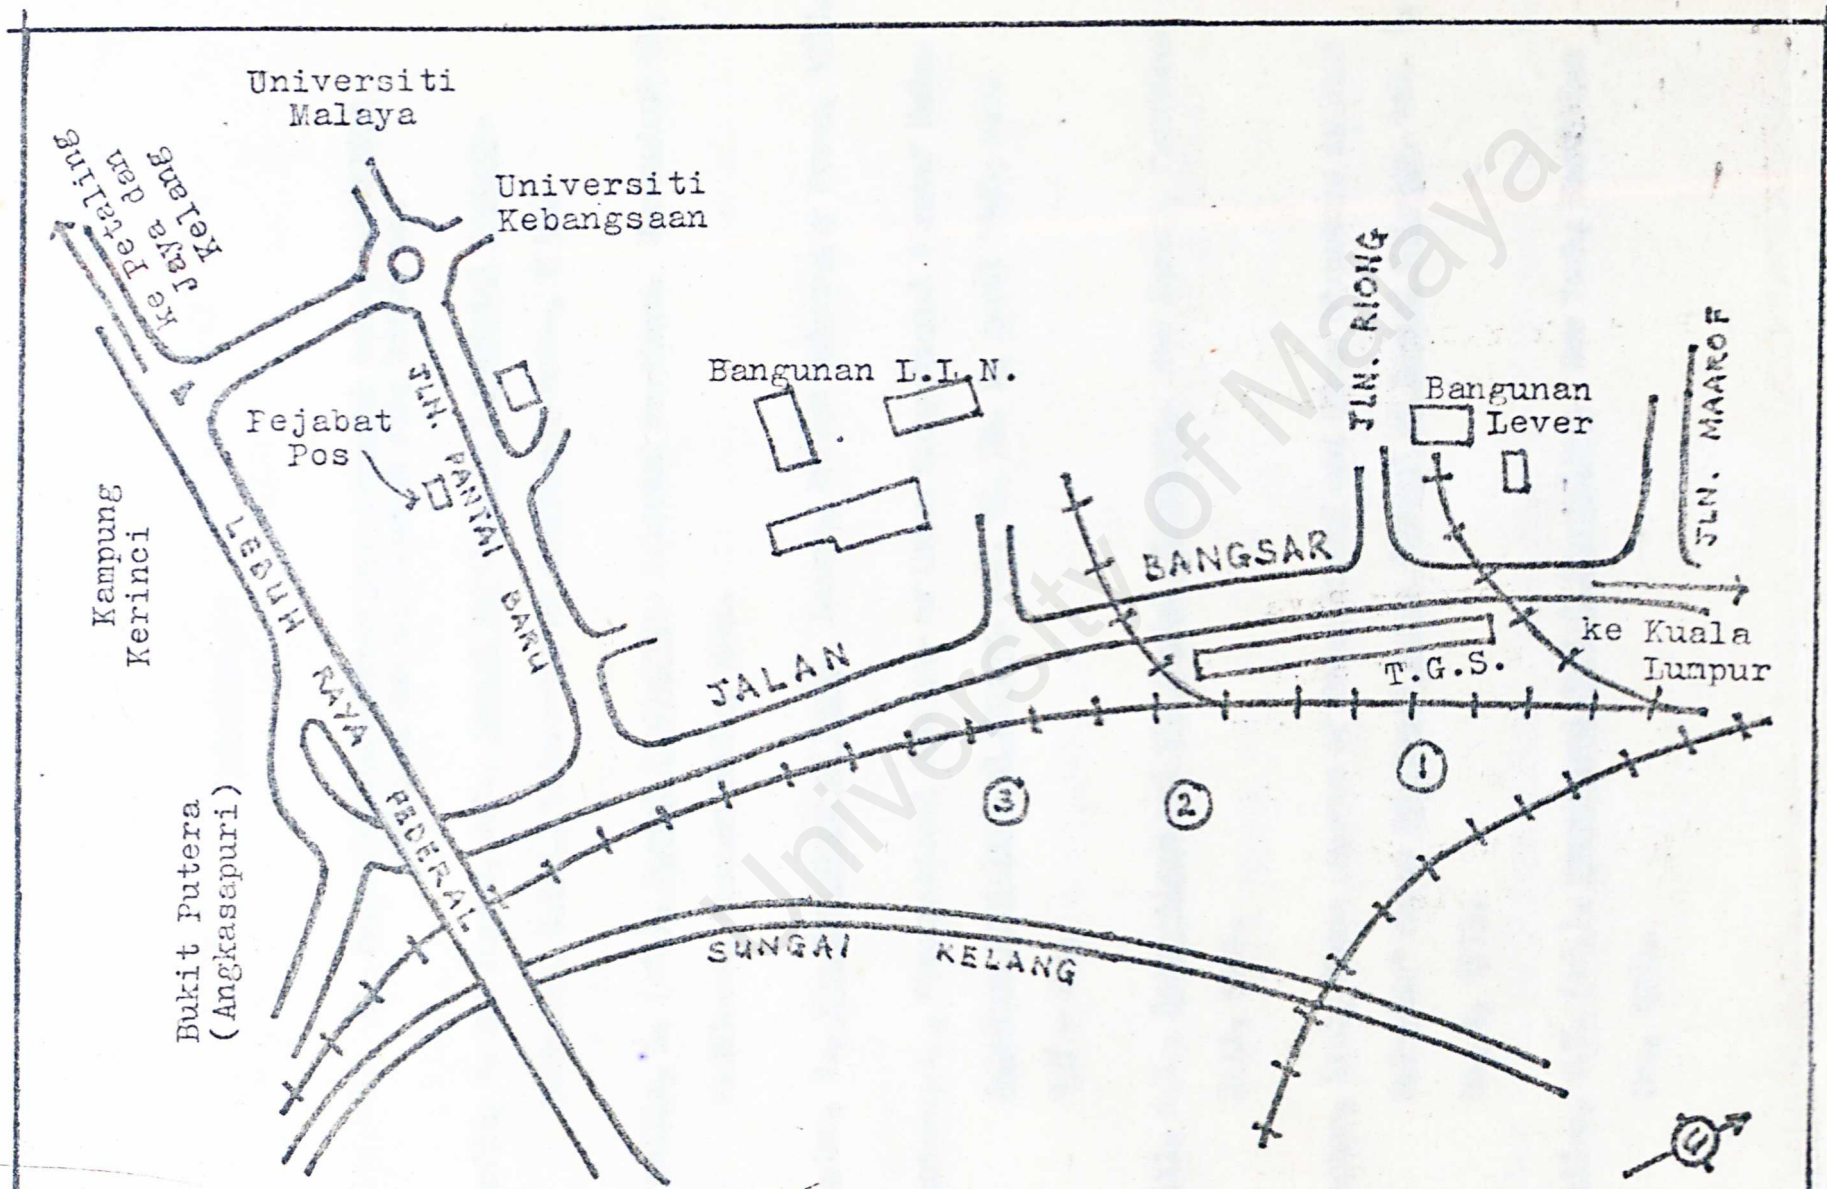 Universiti
Malaya
ke Petaling
Jaya dan
Kelang
Universiti
Kebangsaan
JLN. RIONG
Bangunan L.L.N.
Bangunan
Lever
JLN. MAAROF
Pejabat
Pos
JLN. PANTAI BARU
Kampung
Kerinci
LEBUH RAYA PEDERAL
JALAN BANGSAR
T.G.S.
ke Kuala
Lumpur
1
2
3
Bukit Putera
(Angkasapuri)
SUNGAI KELANG
University of Malaya